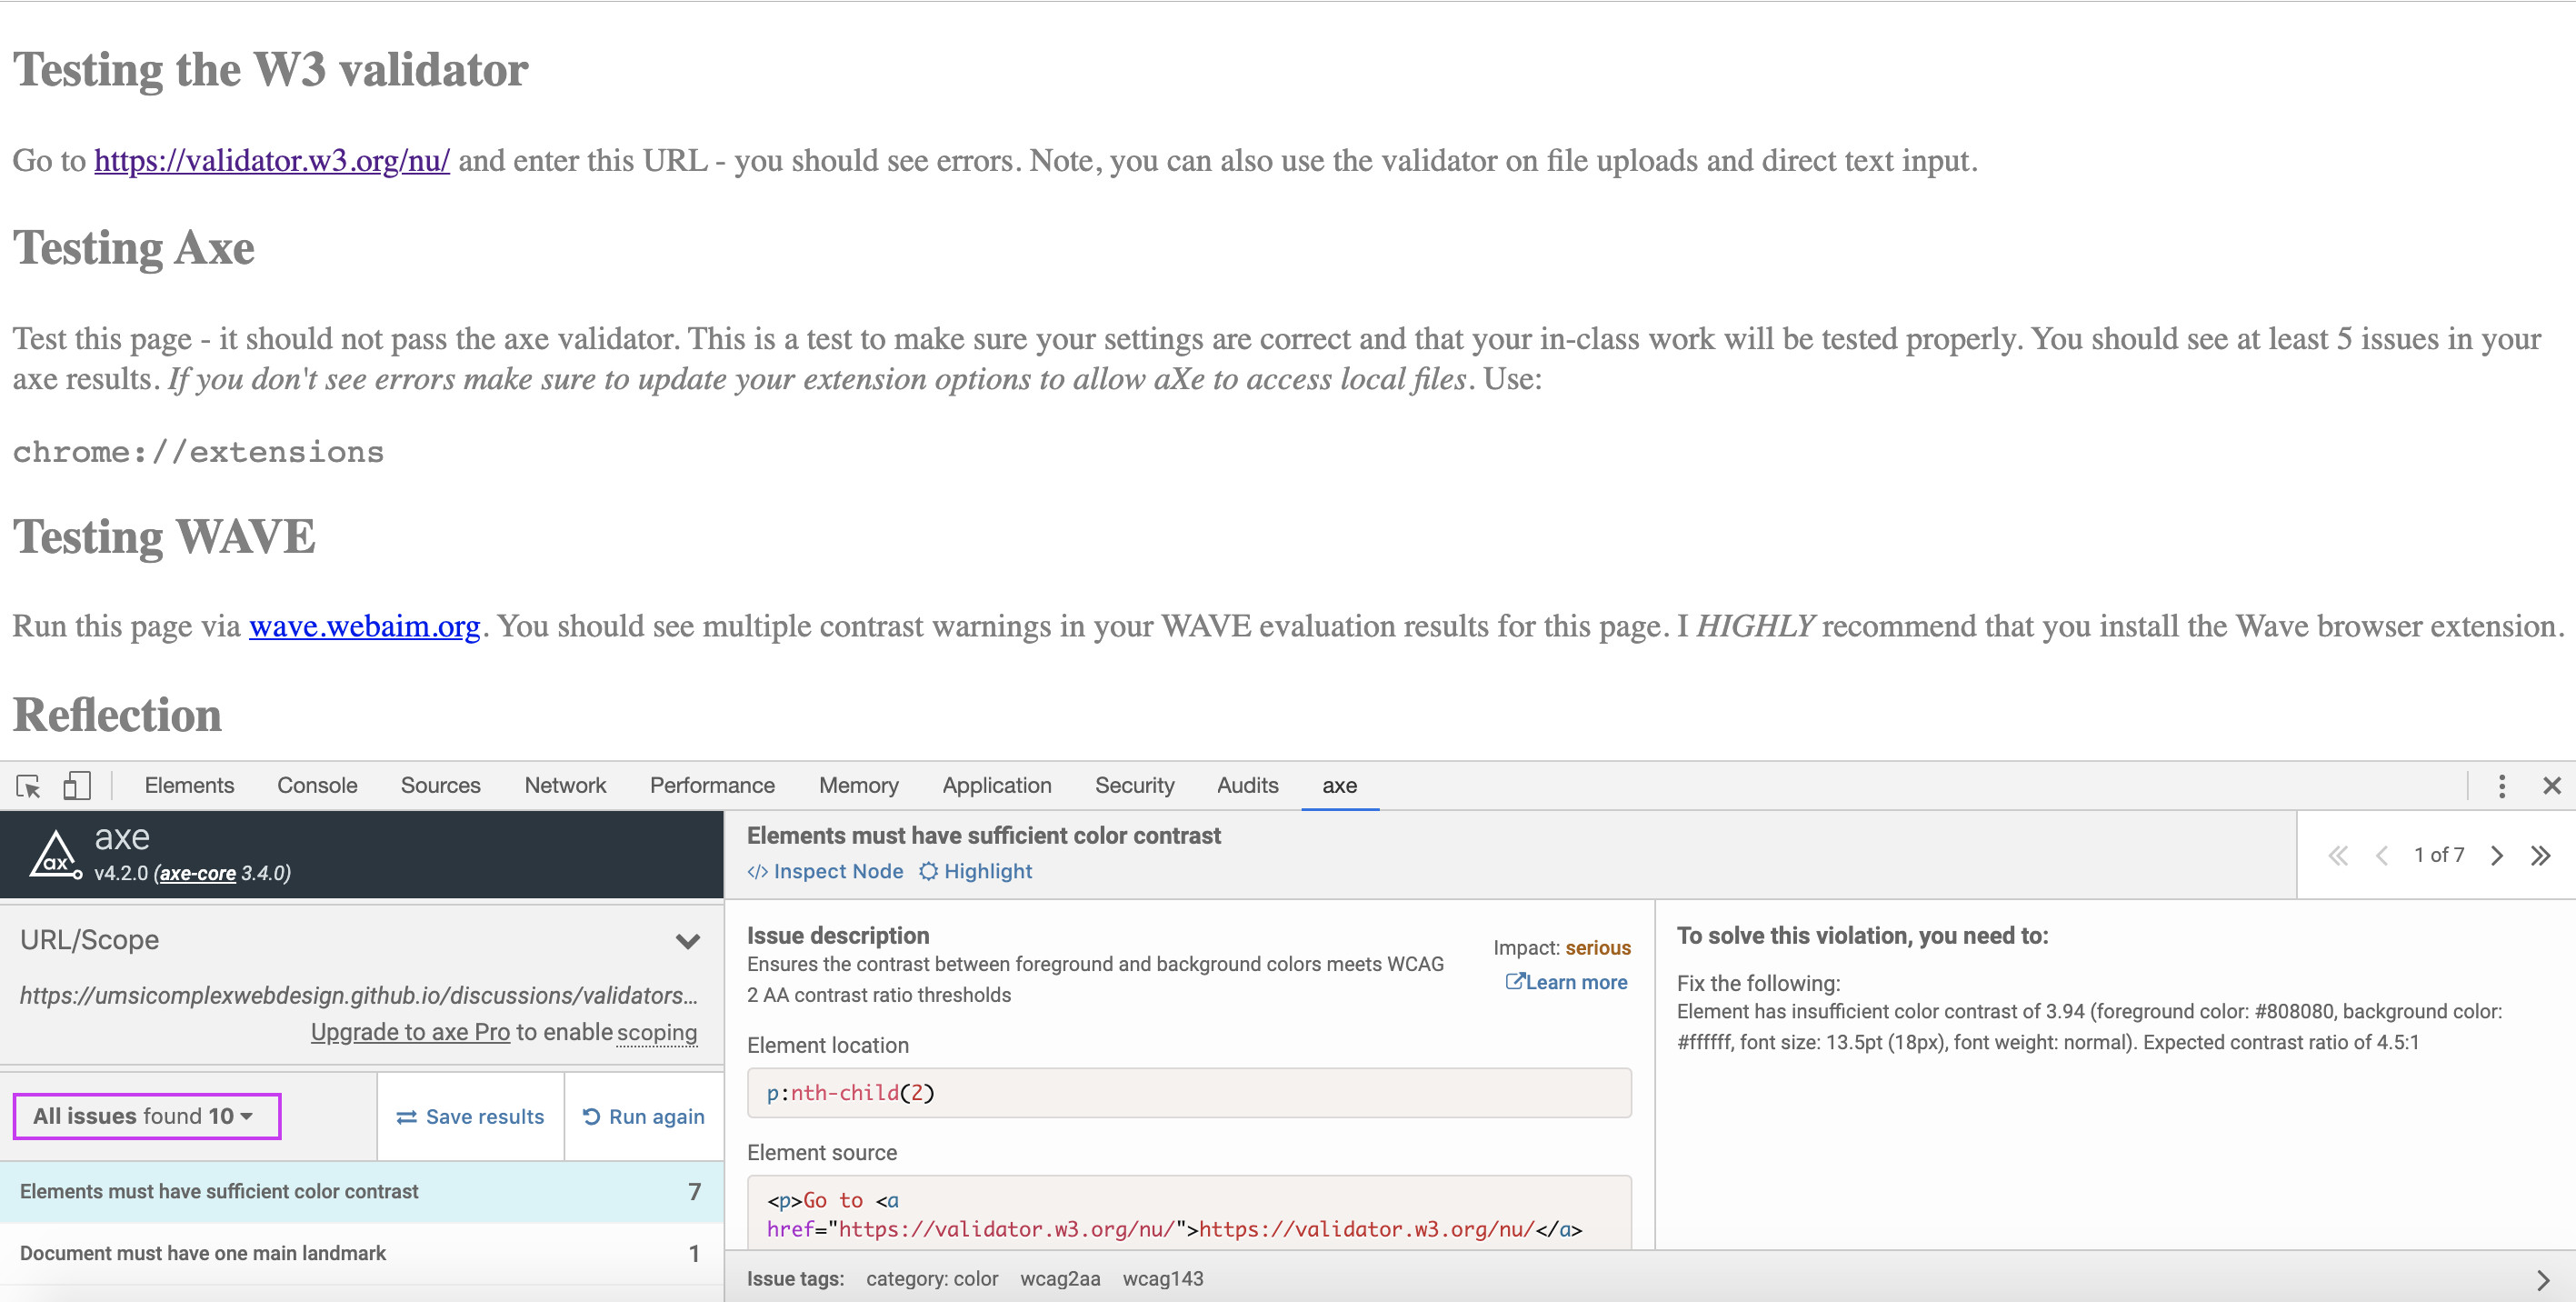 Testing the W3 validator
Go to https://validator.w3.org/nu/ and enter this URL - you should see errors. Note, you can also use the validator on file uploads and direct text input.
Testing Axe
Test this page - it should not pass the axe validator. This is a test to make sure your settings are correct and that your in-class work will be tested properly. You should see at least 5 issues in your
axe results. If you don't see errors make sure to update your extension options to allow aXe to access local files. Use:
chrome://extensions
Testing WAVE
Run this page via wave.webaim.org. You should see multiple contrast warnings in your WAVE evaluation results for this page. I HIGHLY recommend that you install the Wave browser extension.
Reflection
Elements Console Sources Network Performance Memory Application Security Audits axe
ax
axe
v4.2.0 (axe-core 3.4.0)
URL/Scope
https://umsicomplexwebdesign.github.io/discussions/validators...
Upgrade to axe Pro to enable scoping
All issues found 10
Save results
Run again
Elements must have sufficient color contrast 7
Document must have one main landmark 1
Elements must have sufficient color contrast
</> Inspect Node Highlight
1 of 7
Issue description
Ensures the contrast between foreground and background colors meets WCAG
2 AA contrast ratio thresholds
Impact: serious
Learn more
Element location
p:nth-child(2)
Element source
<p>Go to <a
href="https://validator.w3.org/nu/">https://validator.w3.org/nu/</a>
To solve this violation, you need to:
Fix the following:
Element has insufficient color contrast of 3.94 (foreground color: #808080, background color:
#ffffff, font size: 13.5pt (18px), font weight: normal). Expected contrast ratio of 4.5:1
Issue tags: category: color wcag2aa wcag143